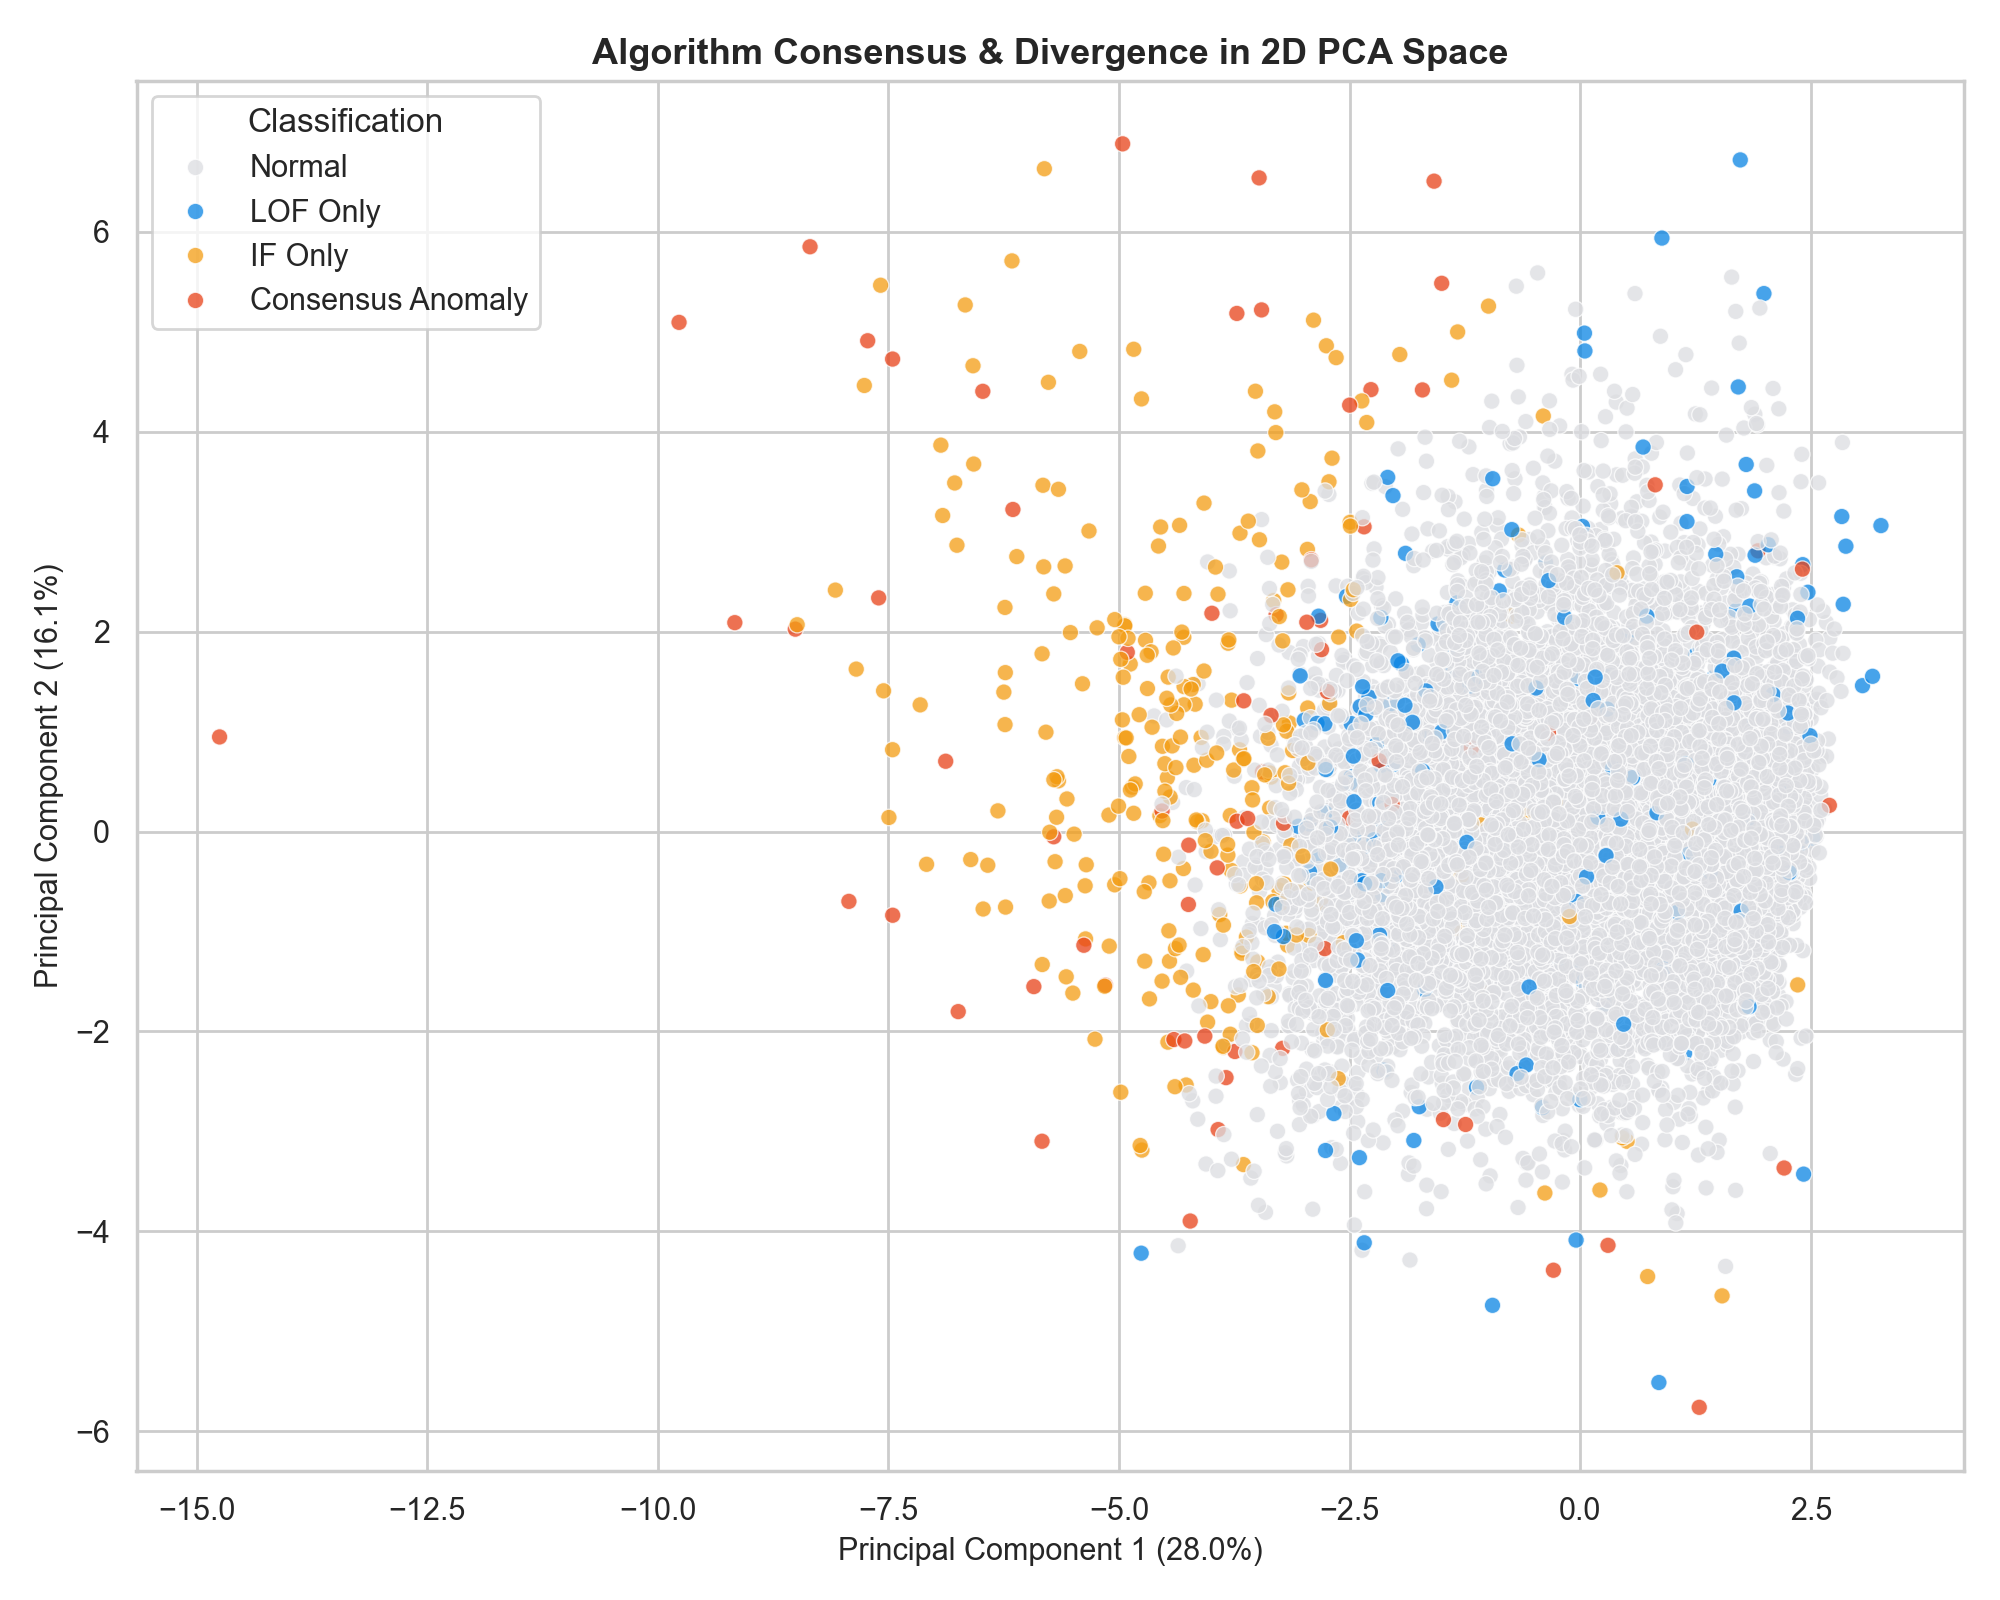 Algorithm Consensus & Divergence in 2D PCA Space
Classification
Normal
LOF Only
IF Only
Consensus Anomaly
Principal Component 2 (16.1%)
6
4
2
0
−2
−4
−6
−15.0
−12.5
−10.0
−7.5
−5.0
−2.5
0.0
2.5
Principal Component 1 (28.0%)